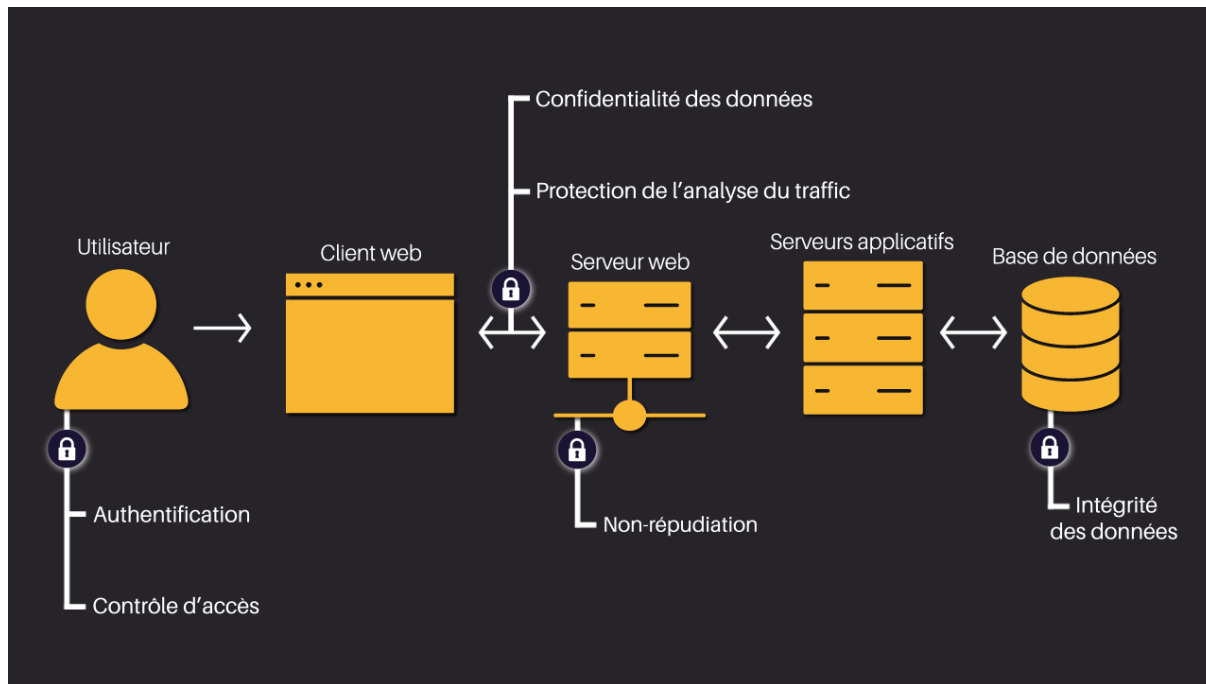 Confidentialité des données
Protection de l'analyse du traffic
Utilisateur
Client web
Serveur web
Serveurs applicatifs
Base de données
Authentification
Contrôle d'accès
Non-répudiation
Intégrité
des données